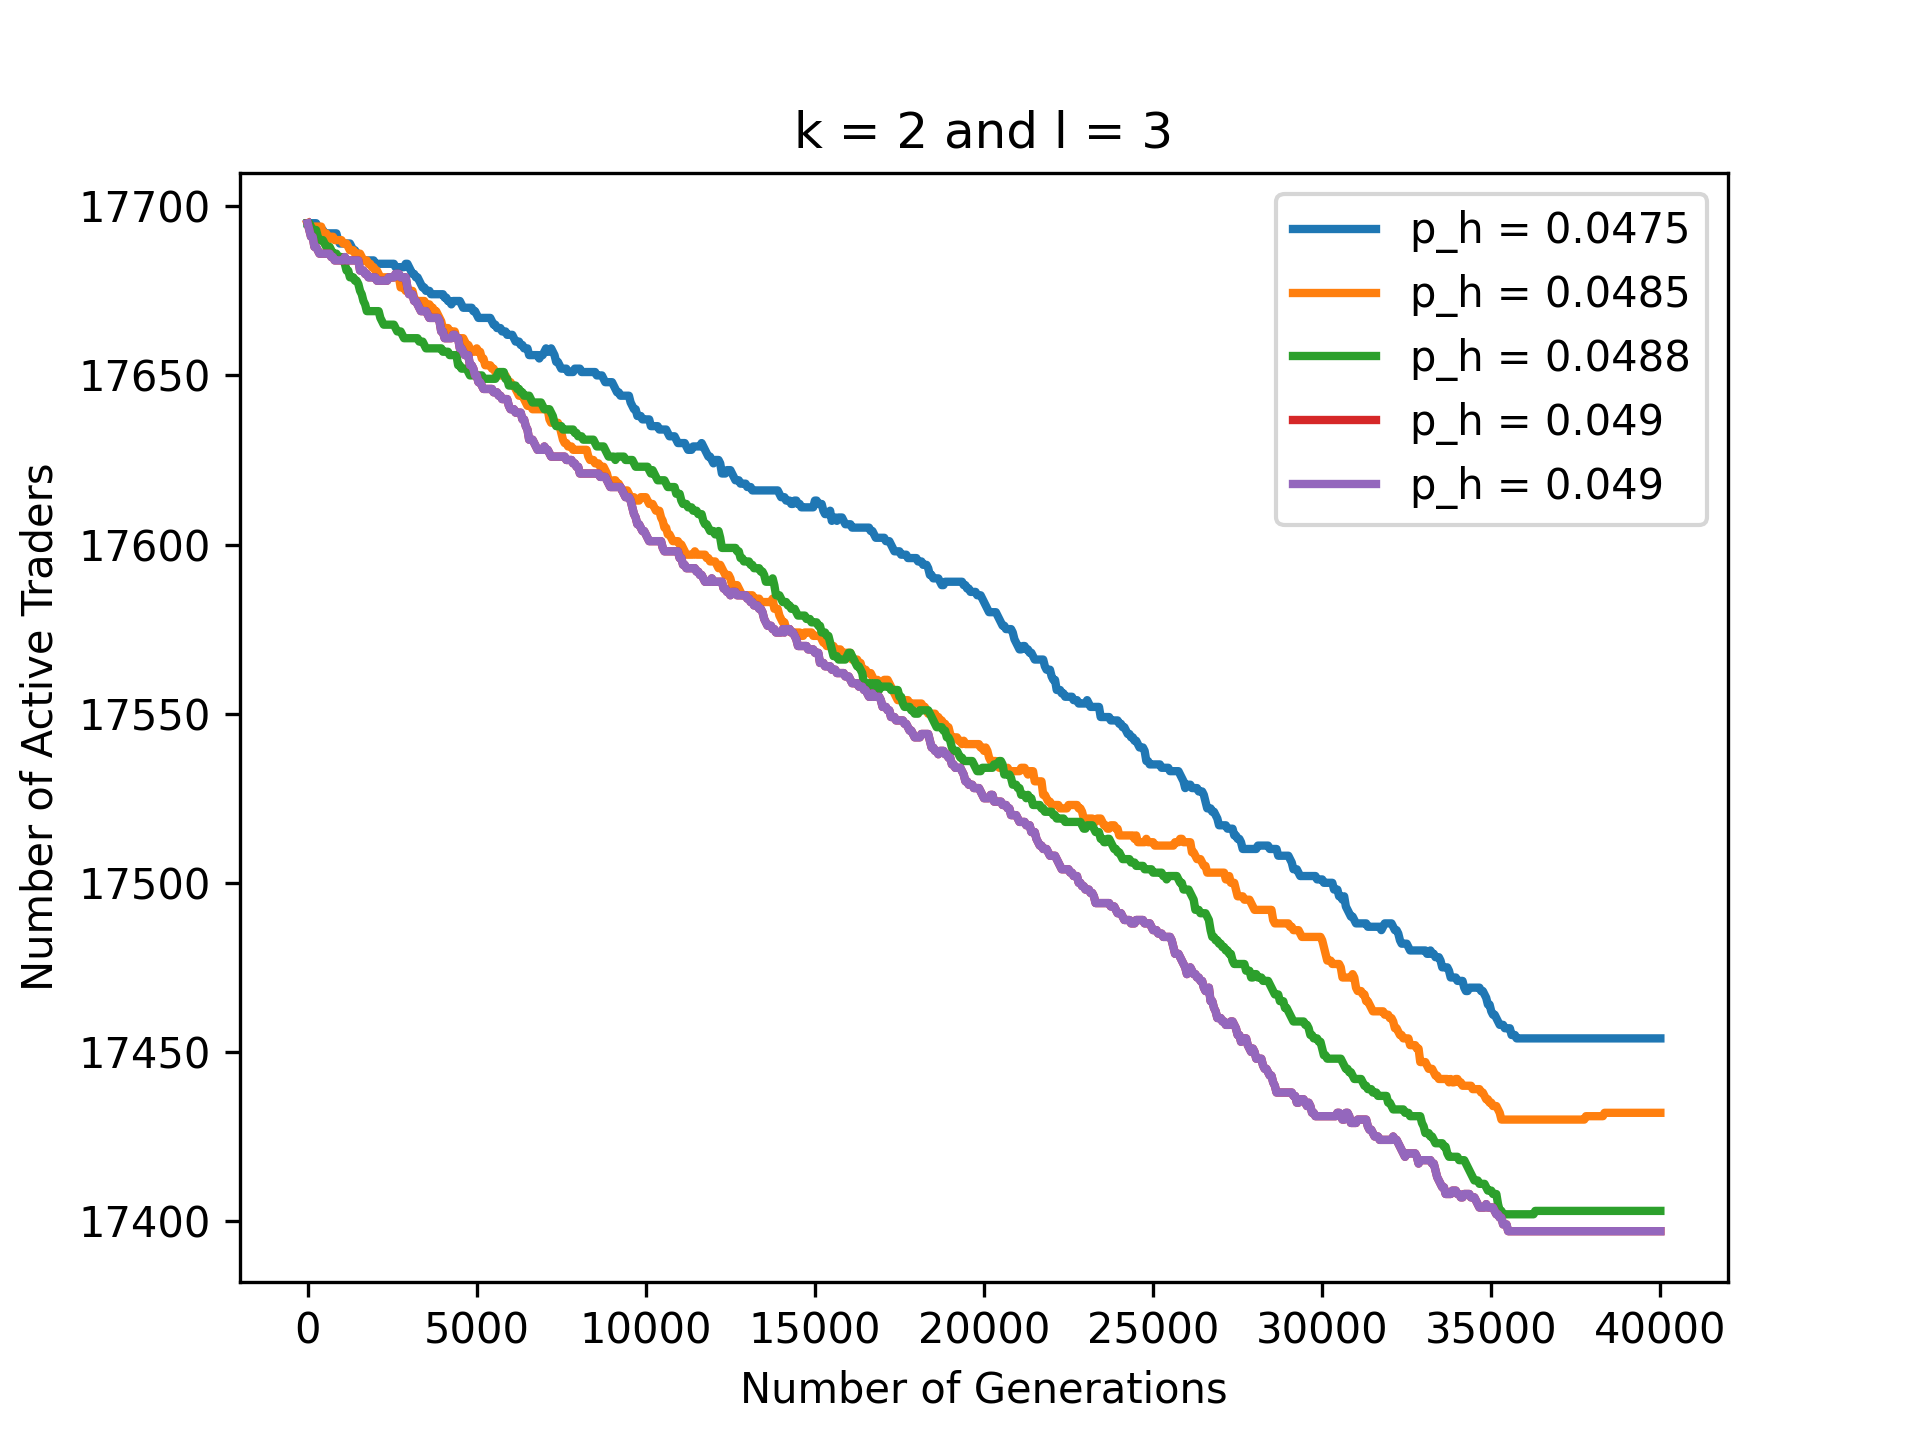 k = 2 and l = 3
17700
17650
17600
17550
17500
17450
17400
Number of Active Traders
p_h = 0.0475
p_h = 0.0485
p_h = 0.0488
p_h = 0.049
p_h = 0.049
0 5000 10000 15000 20000 25000 30000 35000 40000
Number of Generations